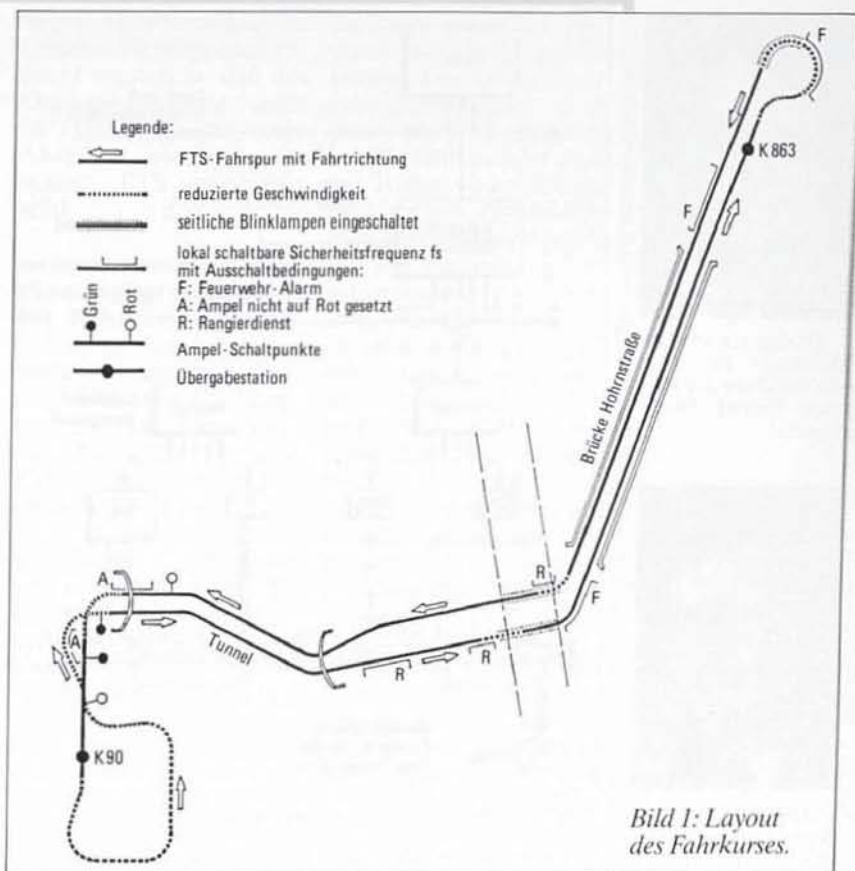 Legende:
FTS-Fahrspur mit Fahrtrichtung
reduzierte Geschwindigkeit
seitliche Blinklampen eingeschaltet
lokal schaltbare Sicherheitsfrequenz fs
mit Ausschaltbedingungen:
F: Feuerwehr-Alarm
A: Ampel nicht auf Rot gesetzt
R: Rangierdienst
Grün
Rot
Ampel-Schaltpunkte
Übergabestation
F
K 863
F
Brücke Hohrnstraße
R
F
A
Tunnel
R
R
A
K 90
Bild 1: Layout
des Fahrkurses.